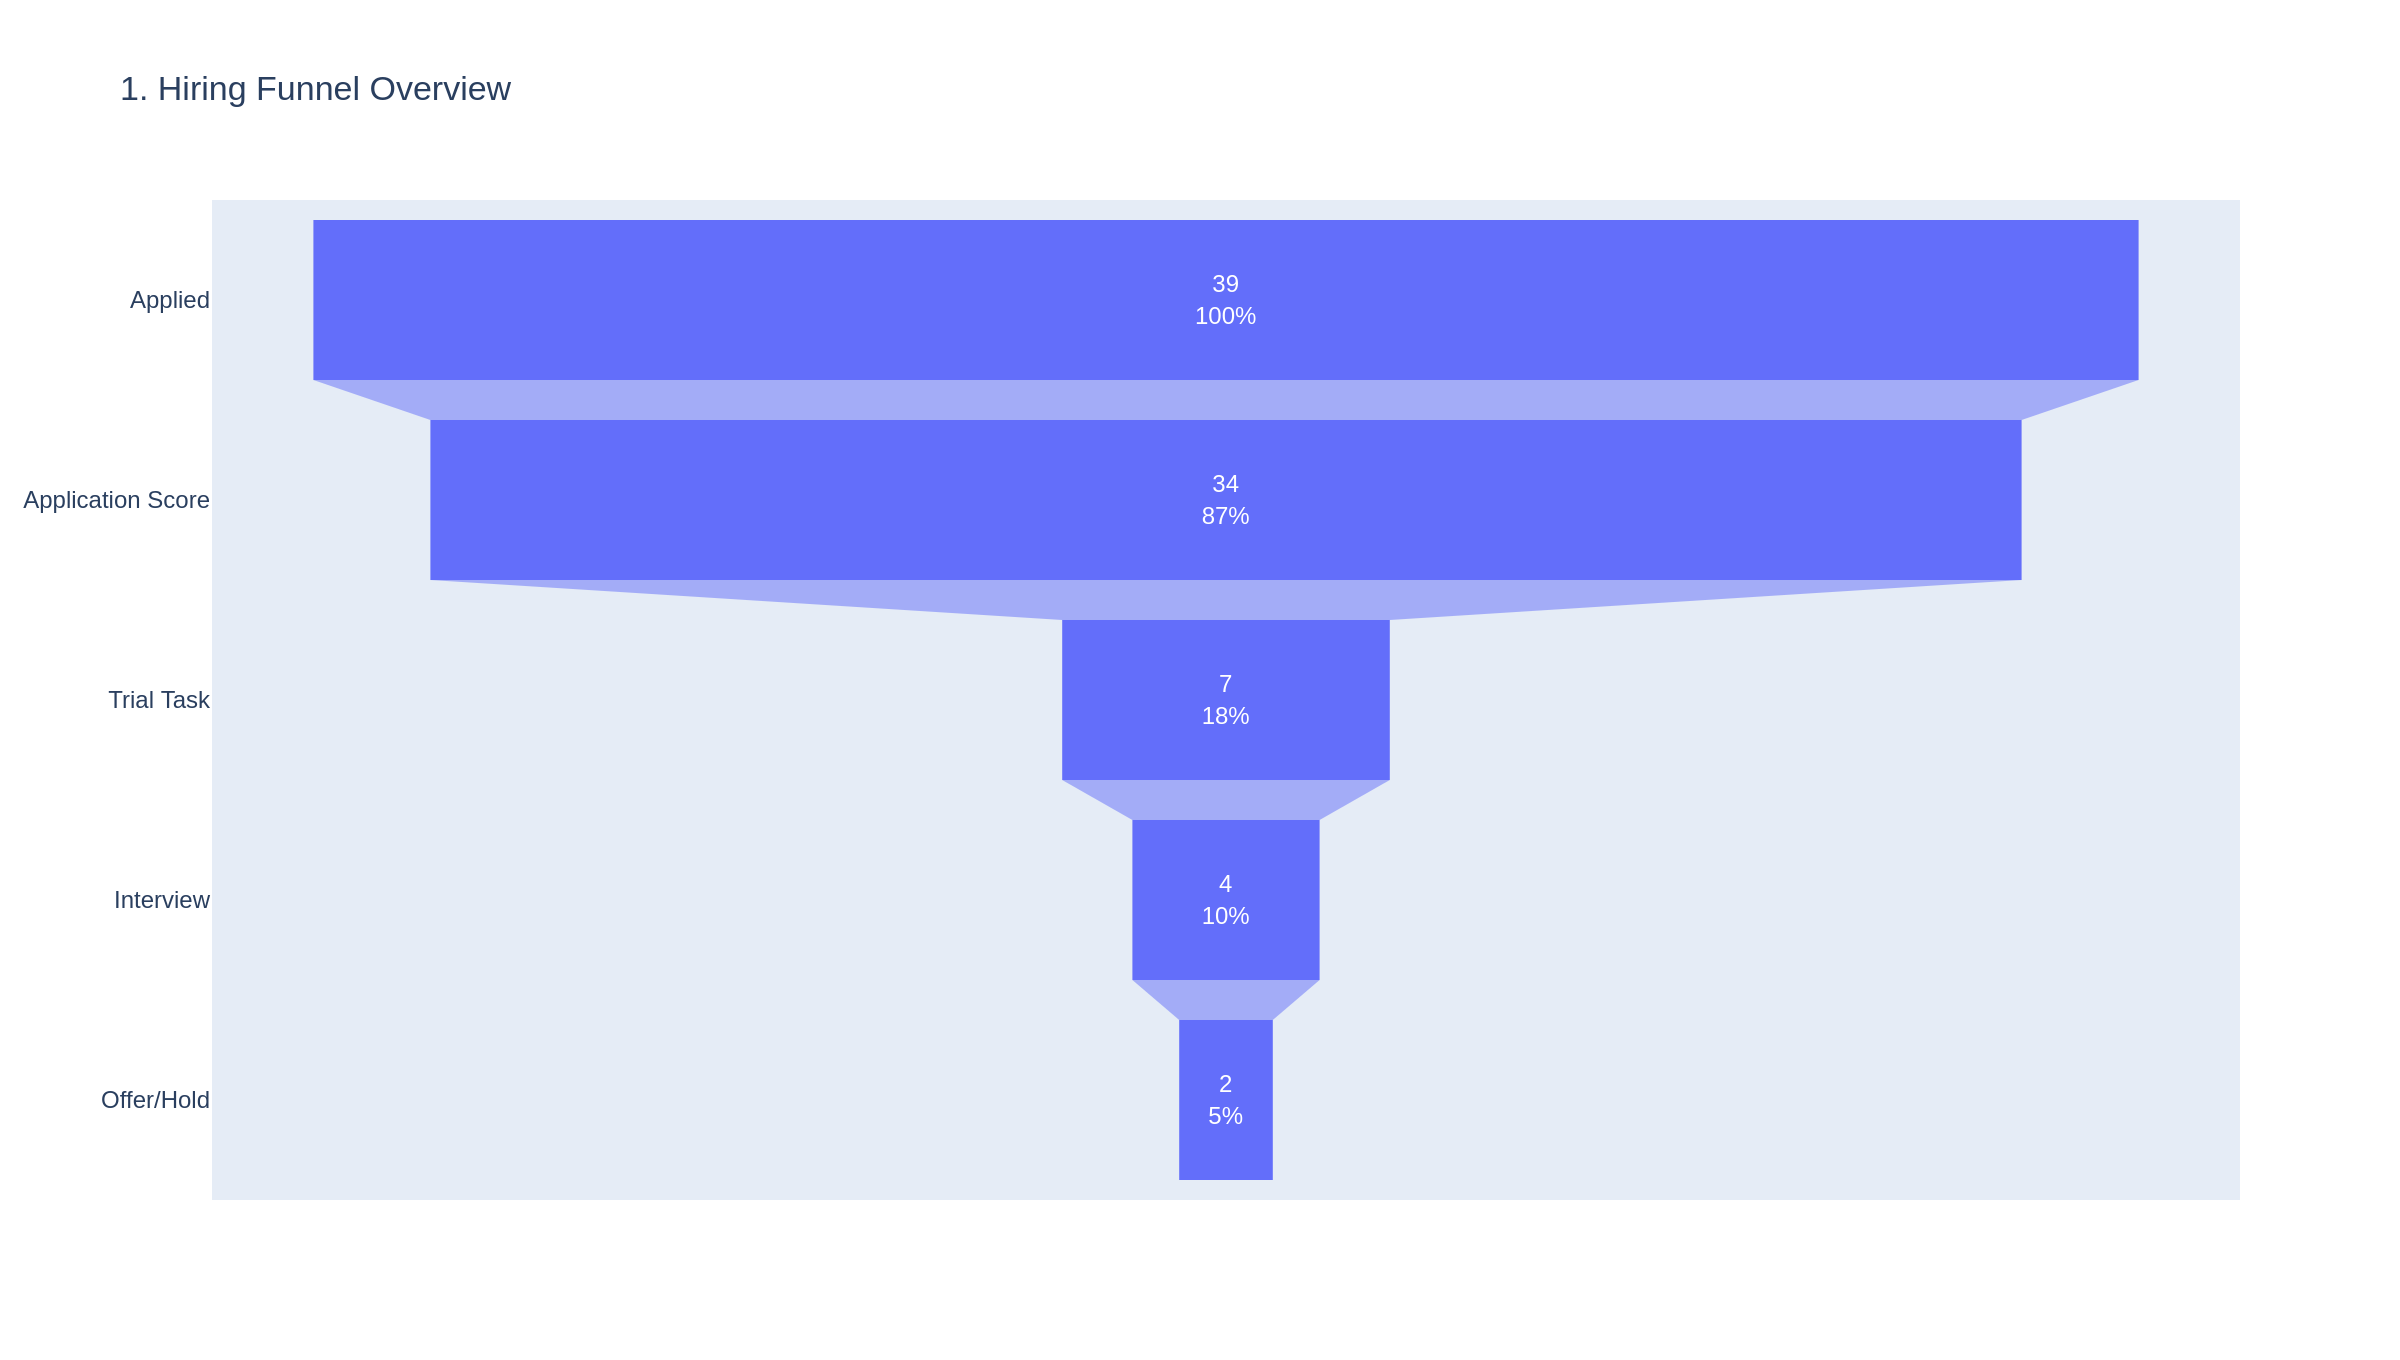 1. Hiring Funnel Overview
Applied
39
100%
Application Score
34
87%
Trial Task
7
18%
Interview
4
10%
Offer/Hold
2
5%